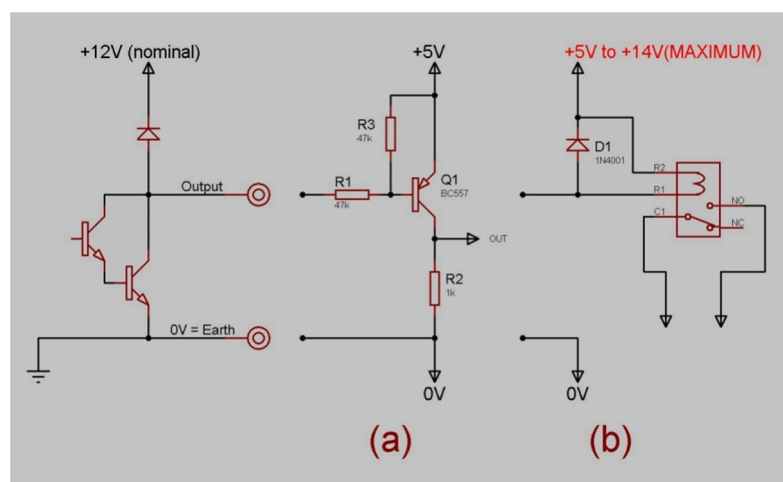 +12V (nominal)
+5V
+5V to +14V(MAXIMUM)
R3
47k
D1
1N4001
R2
Output
R1
47k
Q1
BC557
R1
NO
C1
NC
OUT
R2
1k
0V = Earth
0V
0V
(a)
(b)